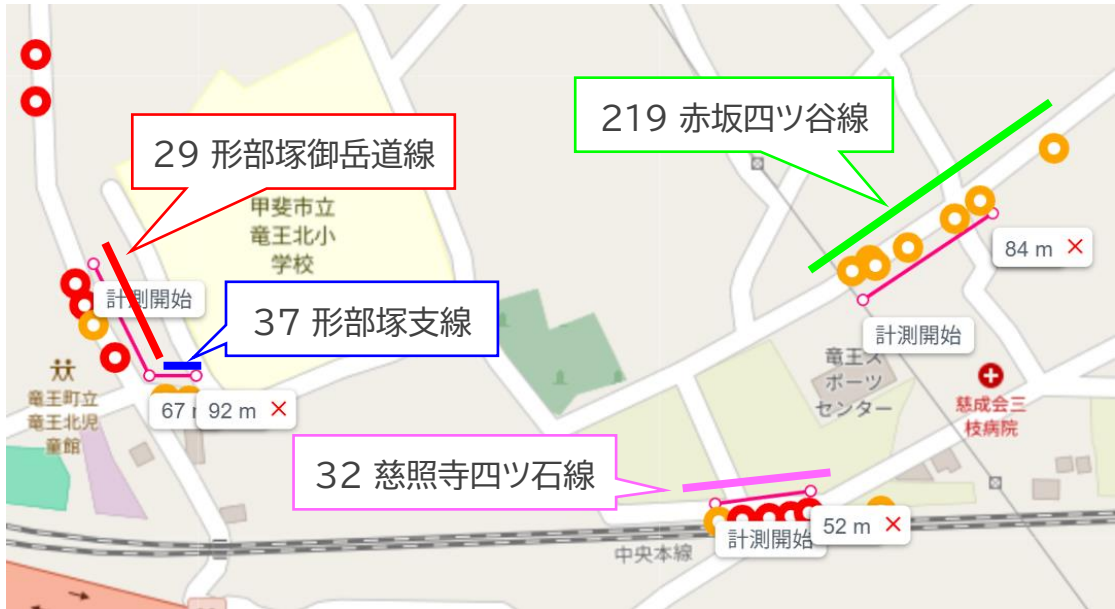 219 赤坂四ツ谷線
29 形部塚御岳道線
甲斐市立
竜王北小
学校
84 m ×
計測開始
37 形部塚支線
計測開始
竜王ス
ポーツ
センター
慈成会三
枝病院
竜王町立
竜王北児
童館
67
92 m ×
32 慈照寺四ツ石線
計測開始
52 m ×
中央本線